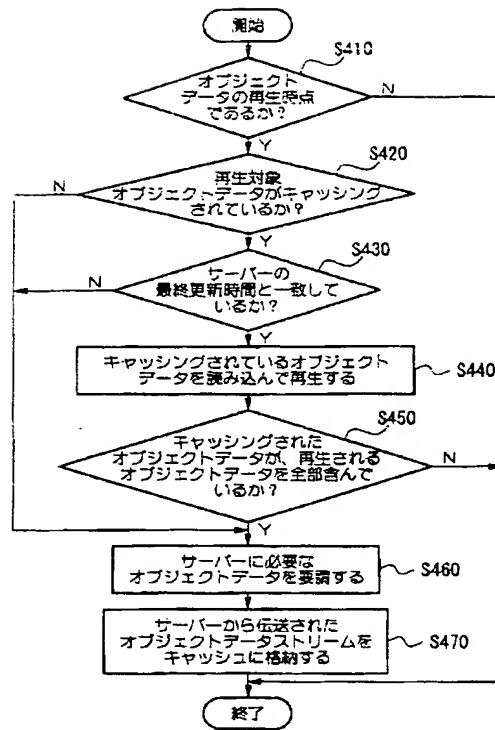 開始
S410
オブジェクト
データの再生時点
であるか?
N
Y
S420
再生対象
オブジェクトデータがキャッシング
されているか?
N
Y
S430
サーバーの
最終更新時間と一致して
いるか?
N
Y
キャッシングされているオブジェクト
データを読み込んで再生する
S440
S450
キャッシングされた
オブジェクトデータが、再生される
オブジェクトデータを全部含んで
いるか?
N
Y
サーバーに必要な
オブジェクトデータを要請する
S460
サーバーから伝送された
オブジェクトデータストリームを
キャッシュに格納する
S470
終了